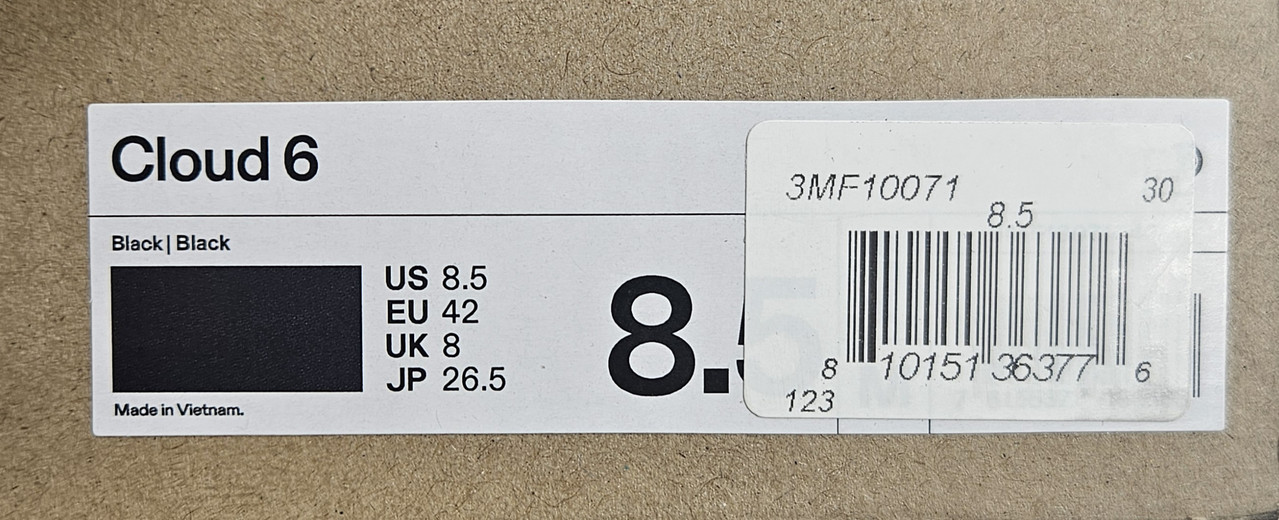 Cloud 6
Black | Black
US 8.5
EU 42
UK 8
JP 26.5
Made in Vietnam.
8.5
3MF10071
30
8.5
8 10151 36377 6
123